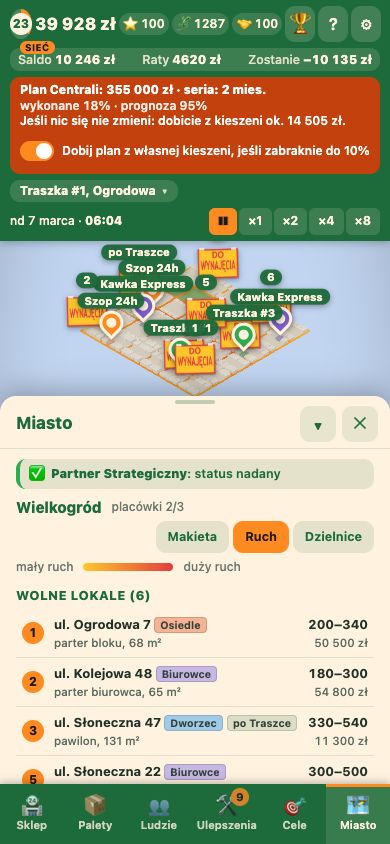 23 39 928 zł 100 1287 100 ?
SIEĆ
Saldo 10 246 zł Raty 4620 zł Zostanie −10 135 zł
Plan Centrali: 355 000 zł · seria: 2 mies.
wykonane 18% · prognoza 95%
Jeśli nic się nie zmieni: dobicie z kieszeni ok. 14 505 zł.
Dobij plan z własnej kieszeni, jeśli zabraknie do 10%
Traszka #1, Ogrodowa
nd 7 marca · 06:04 ×1 ×2 ×4 ×8
po Traszce
DO WYNAJĘCIA
Szop 24h
2 Kawka Express 5 6
Szop 24h Kawka Express
Traszka #3
1 1
DO WYNAJĘCIA
Miasto
Partner Strategiczny: status nadany
Wielkogród placówki 2/3
Makieta Ruch Dzielnice
mały ruch duży ruch
WOLNE LOKALE (6)
1 ul. Ogrodowa 7 Osiedle 200–340
parter bloku, 68 m² 50 500 zł
2 ul. Kolejowa 48 Biurowce 180–300
parter biurowca, 65 m² 54 800 zł
3 ul. Słoneczna 47 Dworzec po Traszce 330–540
pawilon, 131 m² 11 300 zł
5 ul. Słoneczna 22 Biurowce 300–500
9
Sklep Palety Ludzie Ulepszenia Cele Miasto